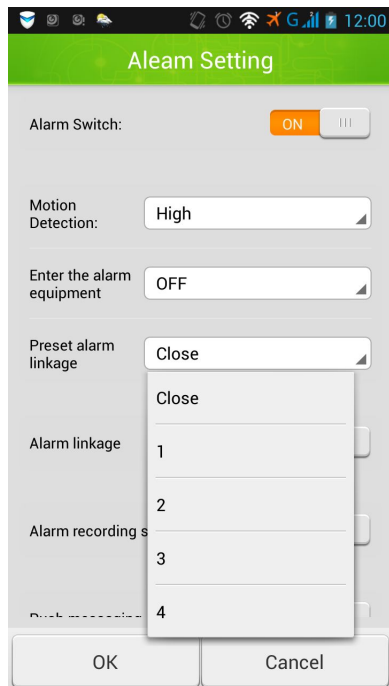 G
12:00
Aleam Setting
Alarm Switch:
ON
Motion
Detection:
High
Enter the alarm
equipment
OFF
Preset alarm
linkage
Close
Close
1
Alarm linkage
2
Alarm recording s
3
4
OK
Cancel